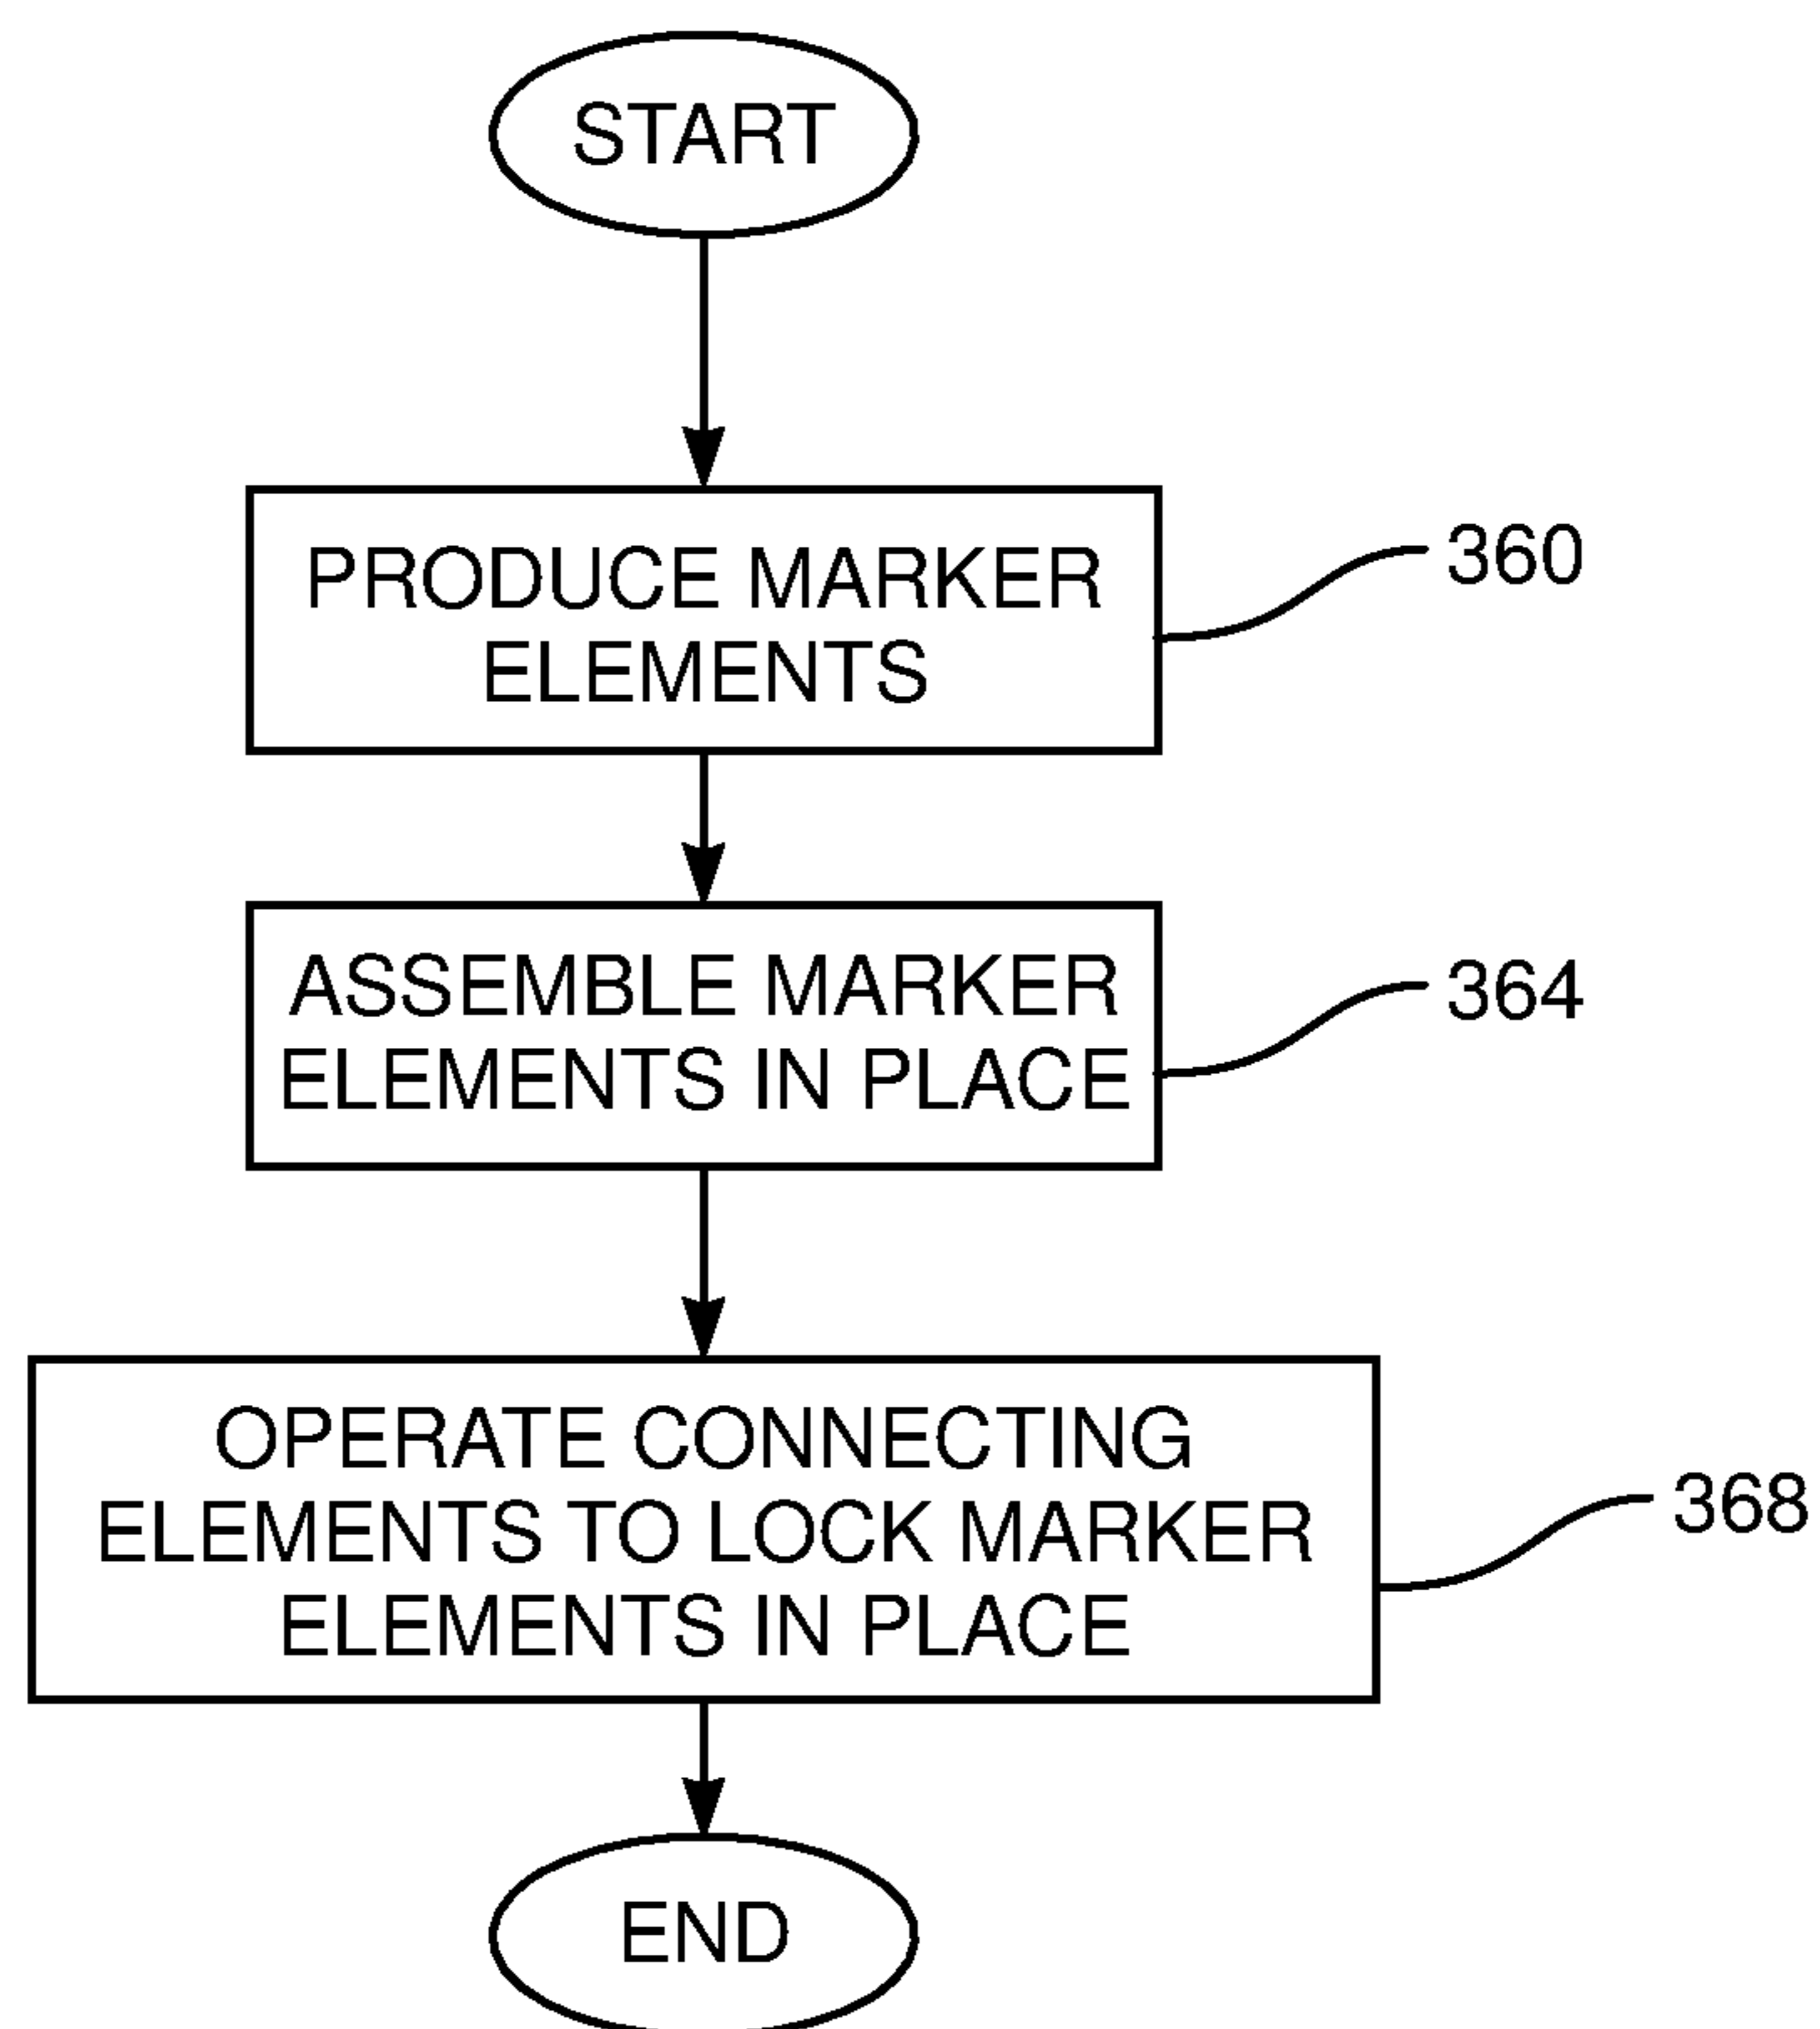 START
PRODUCE MARKER
ELEMENTS
360
ASSEMBLE MARKER
ELEMENTS IN PLACE
364
OPERATE CONNECTING
ELEMENTS TO LOCK MARKER
ELEMENTS IN PLACE
368
END